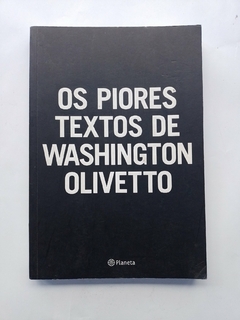 OS PIORES
TEXTOS DE
WASHINGTON
OLIVETTO
Planeta